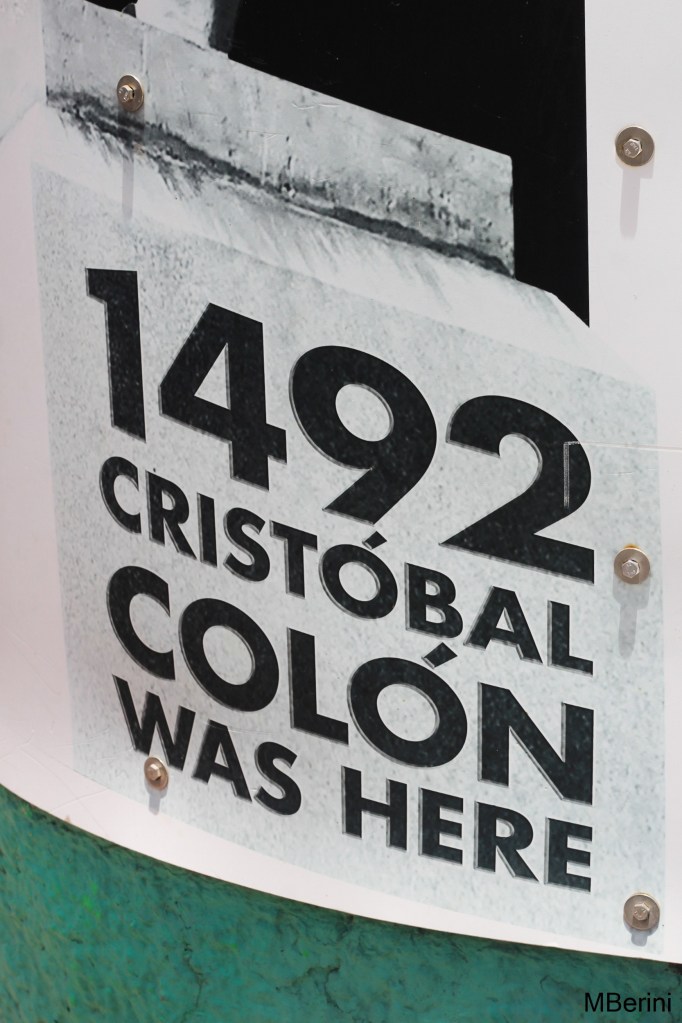 1492
CRISTÓBAL
COLÓN
WAS HERE
MBerini